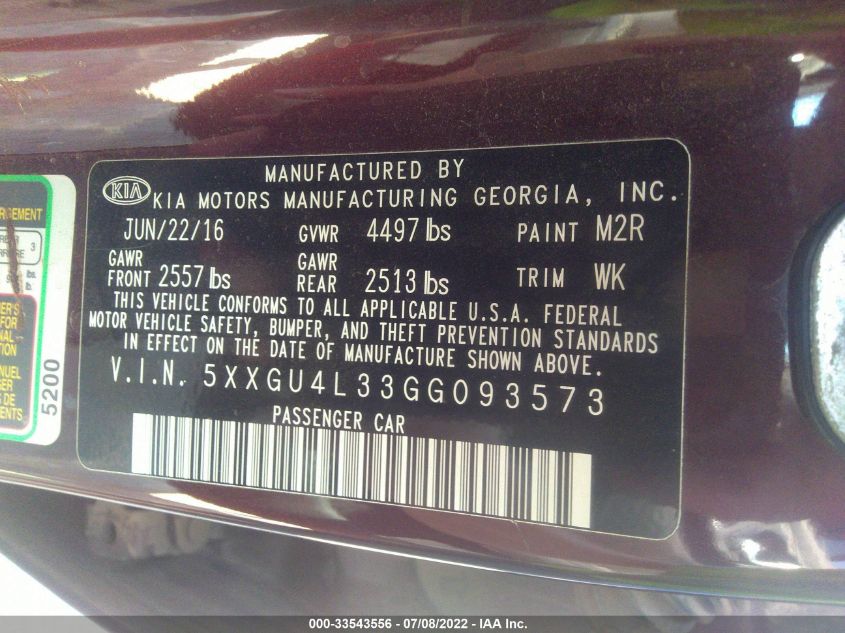 MANUFACTURED BY
KIA KIA MOTORS MANUFACTURING GEORGIA, INC.
JUN/22/16 GVWR 4497 lbs PAINT M2R
GAWR FRONT 2557 lbs GAWR REAR 2513 lbs TRIM WK
THIS VEHICLE CONFORMS TO ALL APPLICABLE U.S.A. FEDERAL
MOTOR VEHICLE SAFETY, BUMPER, AND THEFT PREVENTION STANDARDS
IN EFFECT ON THE DATE OF MANUFACTURE SHOWN ABOVE.
V.I.N. 5XXGU4L33GG093573
PASSENGER CAR
3
5200
000-33543556 - 07/08/2022 - IAA Inc.